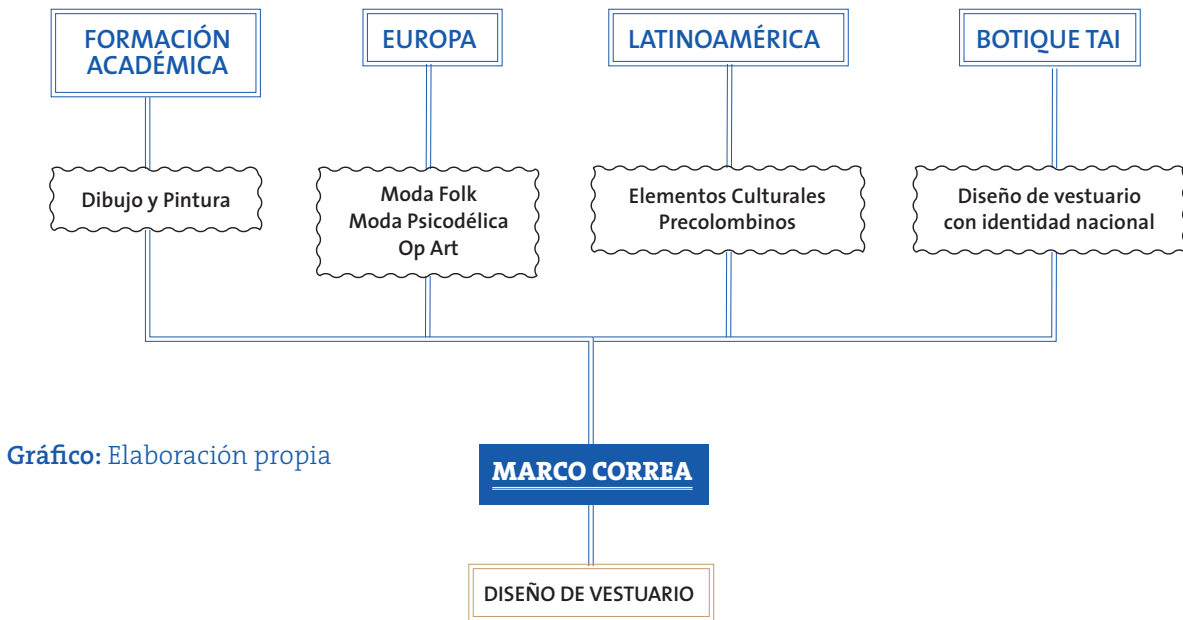 FORMACIÓN
ACADÉMICA
EUROPA
LATINOAMÉRICA
BOTIQUE TAI
Dibujo y Pintura
Moda Folk
Moda Psicodélica
Op Art
Elementos Culturales
Precolombinos
Diseño de vestuario
con identidad nacional
Gráfico: Elaboración propia
MARCO CORREA
DISEÑO DE VESTUARIO